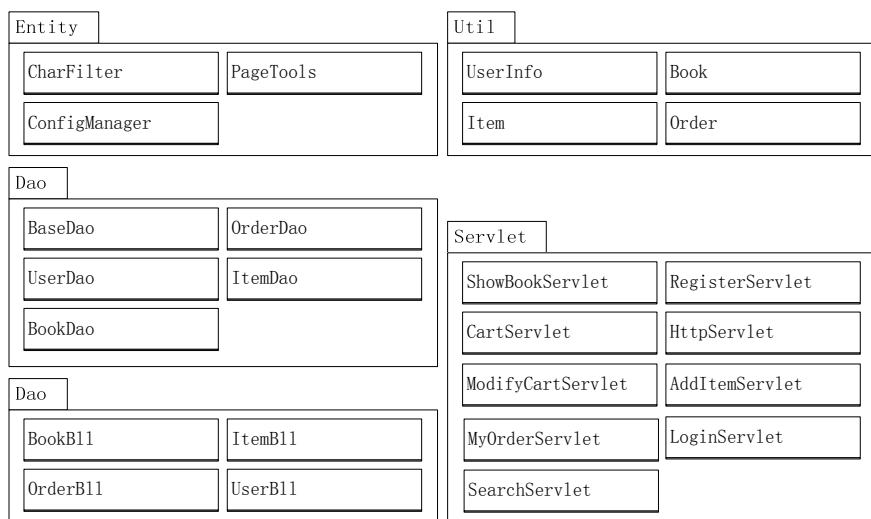 Entity
CharFilter
PageTools
ConfigManager
Util
UserInfo
Book
Item
Order
Dao
BaseDao
OrderDao
UserDao
ItemDao
BookDao
Servlet
ShowBookServlet
RegisterServlet
CartServlet
HttpServlet
ModifyCartServlet
AddItemServlet
MyOrderServlet
LoginServlet
SearchServlet
Dao
BookBll
ItemBll
OrderBll
UserBll